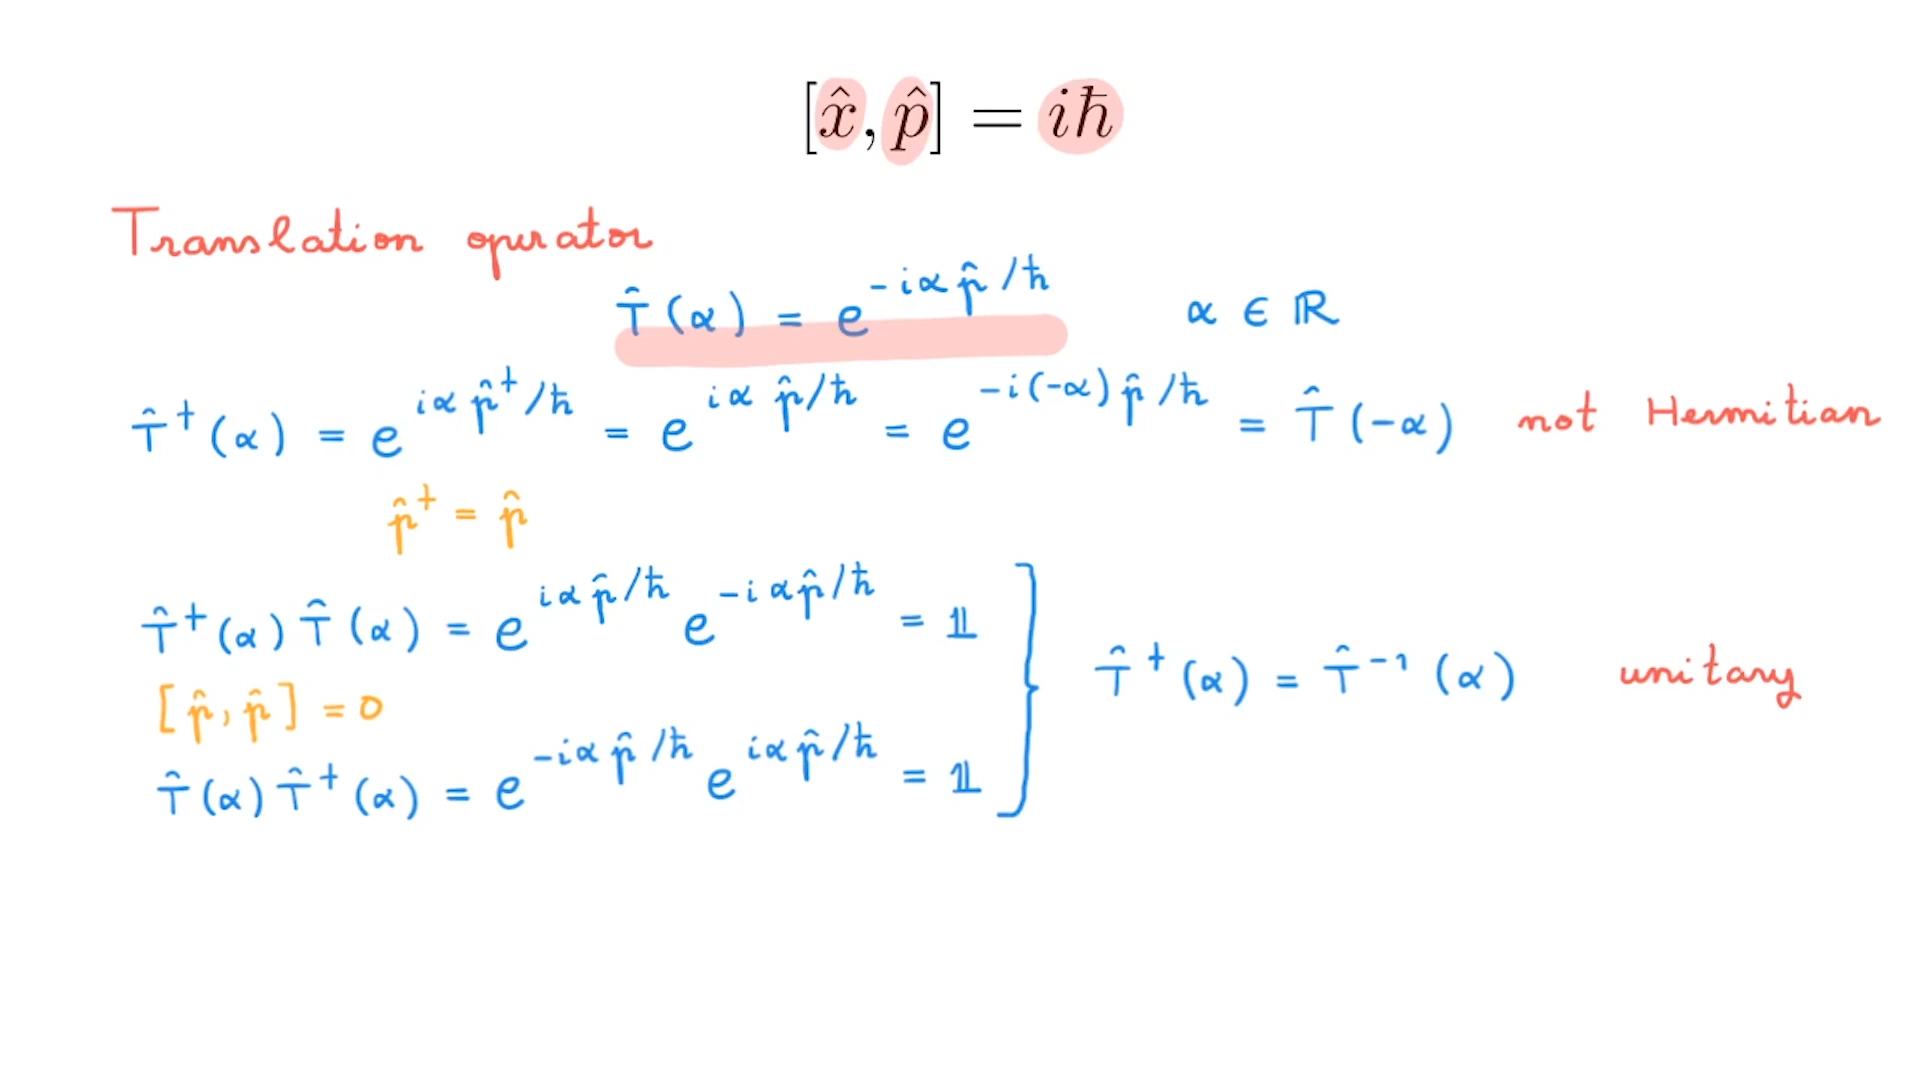 [x̂, p̂] = iħ
Translation operator
T̂(α) = e^{-iαp̂/ħ} α ∈ ℝ
T̂†(α) = e^{iαp̂†/ħ} = e^{iαp̂/ħ} = e^{-i(-α)p̂/ħ} = T̂(-α) not Hermitian
p̂† = p̂
T̂†(α) T̂(α) = e^{iαp̂/ħ} e^{-iαp̂/ħ} = 𝟙
[p̂, p̂] = 0
T̂(α) T̂†(α) = e^{-iαp̂/ħ} e^{iαp̂/ħ} = 𝟙
T̂†(α) = T̂⁻¹(α) unitary